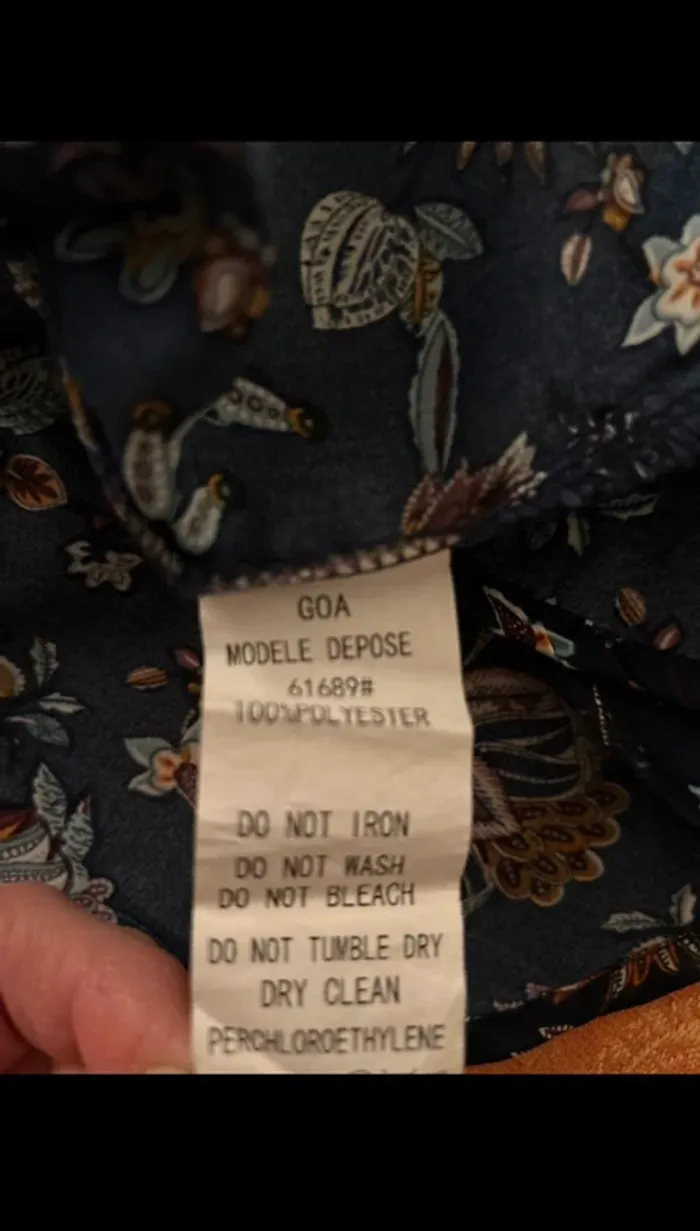 GOA
MODELE DEPOSE
61689#
100%POLYESTER
DO NOT IRON
DO NOT WASH
DO NOT BLEACH
DO NOT TUMBLE DRY
DRY CLEAN
PERCHLOROETHYLENE